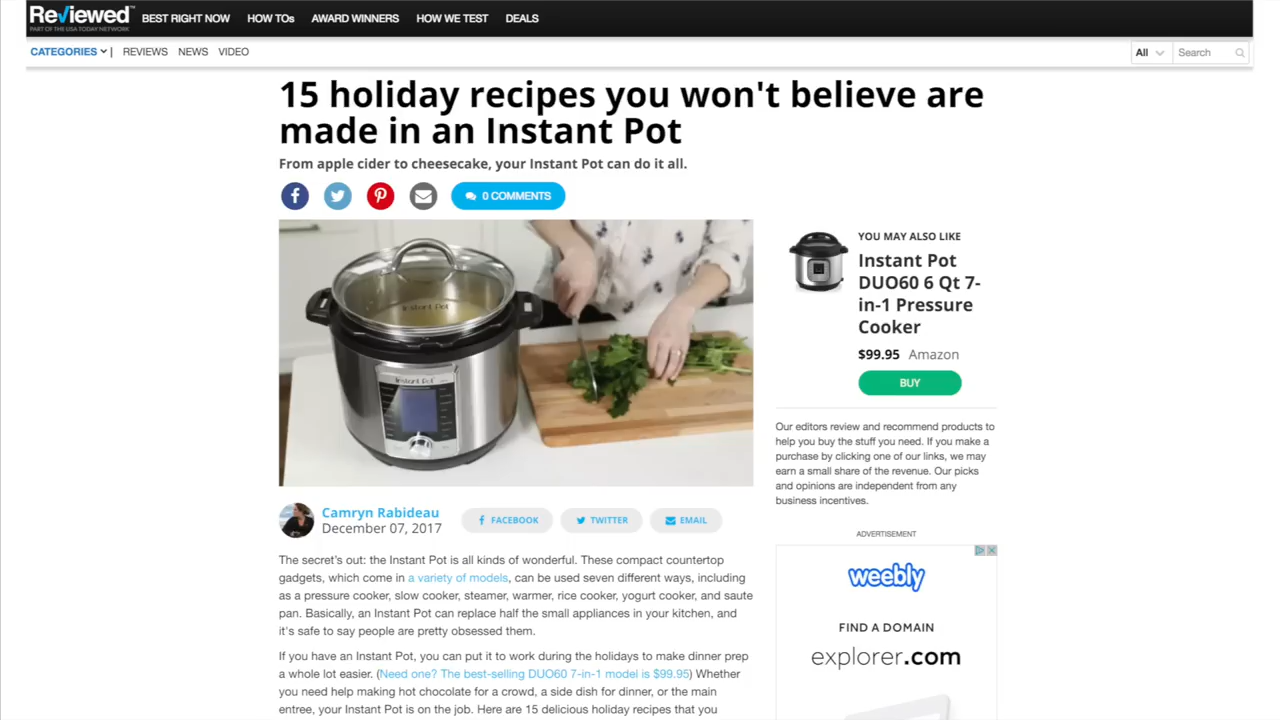 Reviewed
PART OF THE USA TODAY NETWORK
BEST RIGHT NOW HOW TOs AWARD WINNERS HOW WE TEST DEALS
CATEGORIES | REVIEWS NEWS VIDEO
All Search
15 holiday recipes you won't believe are
made in an Instant Pot
From apple cider to cheesecake, your Instant Pot can do it all.
0 COMMENTS
Instant Pot
Instant Pot
YOU MAY ALSO LIKE
Instant Pot
DUO60 6 Qt 7-
in-1 Pressure
Cooker
$99.95 Amazon
BUY
Our editors review and recommend products to
help you buy the stuff you need. If you make a
purchase by clicking one of our links, we may
earn a small share of the revenue. Our picks
and opinions are independent from any
business incentives.
Camryn Rabideau
December 07, 2017
FACEBOOK TWITTER EMAIL
The secret's out: the Instant Pot is all kinds of wonderful. These compact countertop
gadgets, which come in a variety of models, can be used seven different ways, including
as a pressure cooker, slow cooker, steamer, warmer, rice cooker, yogurt cooker, and saute
pan. Basically, an Instant Pot can replace half the small appliances in your kitchen, and
it's safe to say people are pretty obsessed them.
If you have an Instant Pot, you can put it to work during the holidays to make dinner prep
a whole lot easier. (Need one? The best-selling DUO60 7-in-1 model is $99.95) Whether
you need help making hot chocolate for a crowd, a side dish for dinner, or the main
entree, your Instant Pot is on the job. Here are 15 delicious holiday recipes that you
ADVERTISEMENT
weebly
FIND A DOMAIN
explorer.com